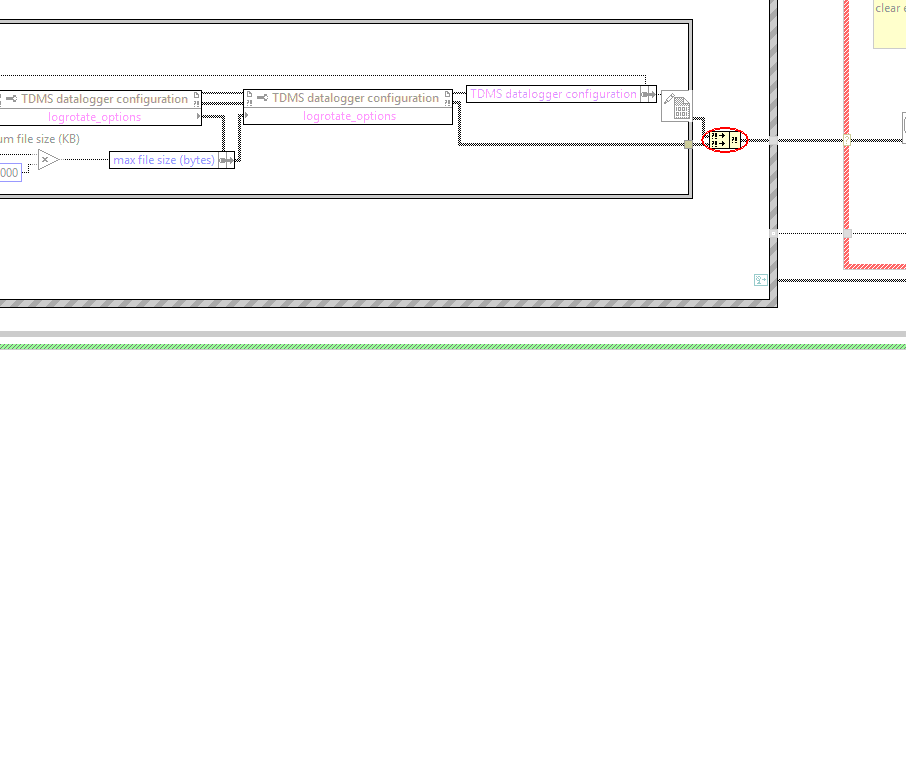 clear e
TDMS datalogger configuration
logrotate_options
TDMS datalogger configuration
logrotate_options
TDMS datalogger configuration
um file size (KB)
max file size (bytes)
000